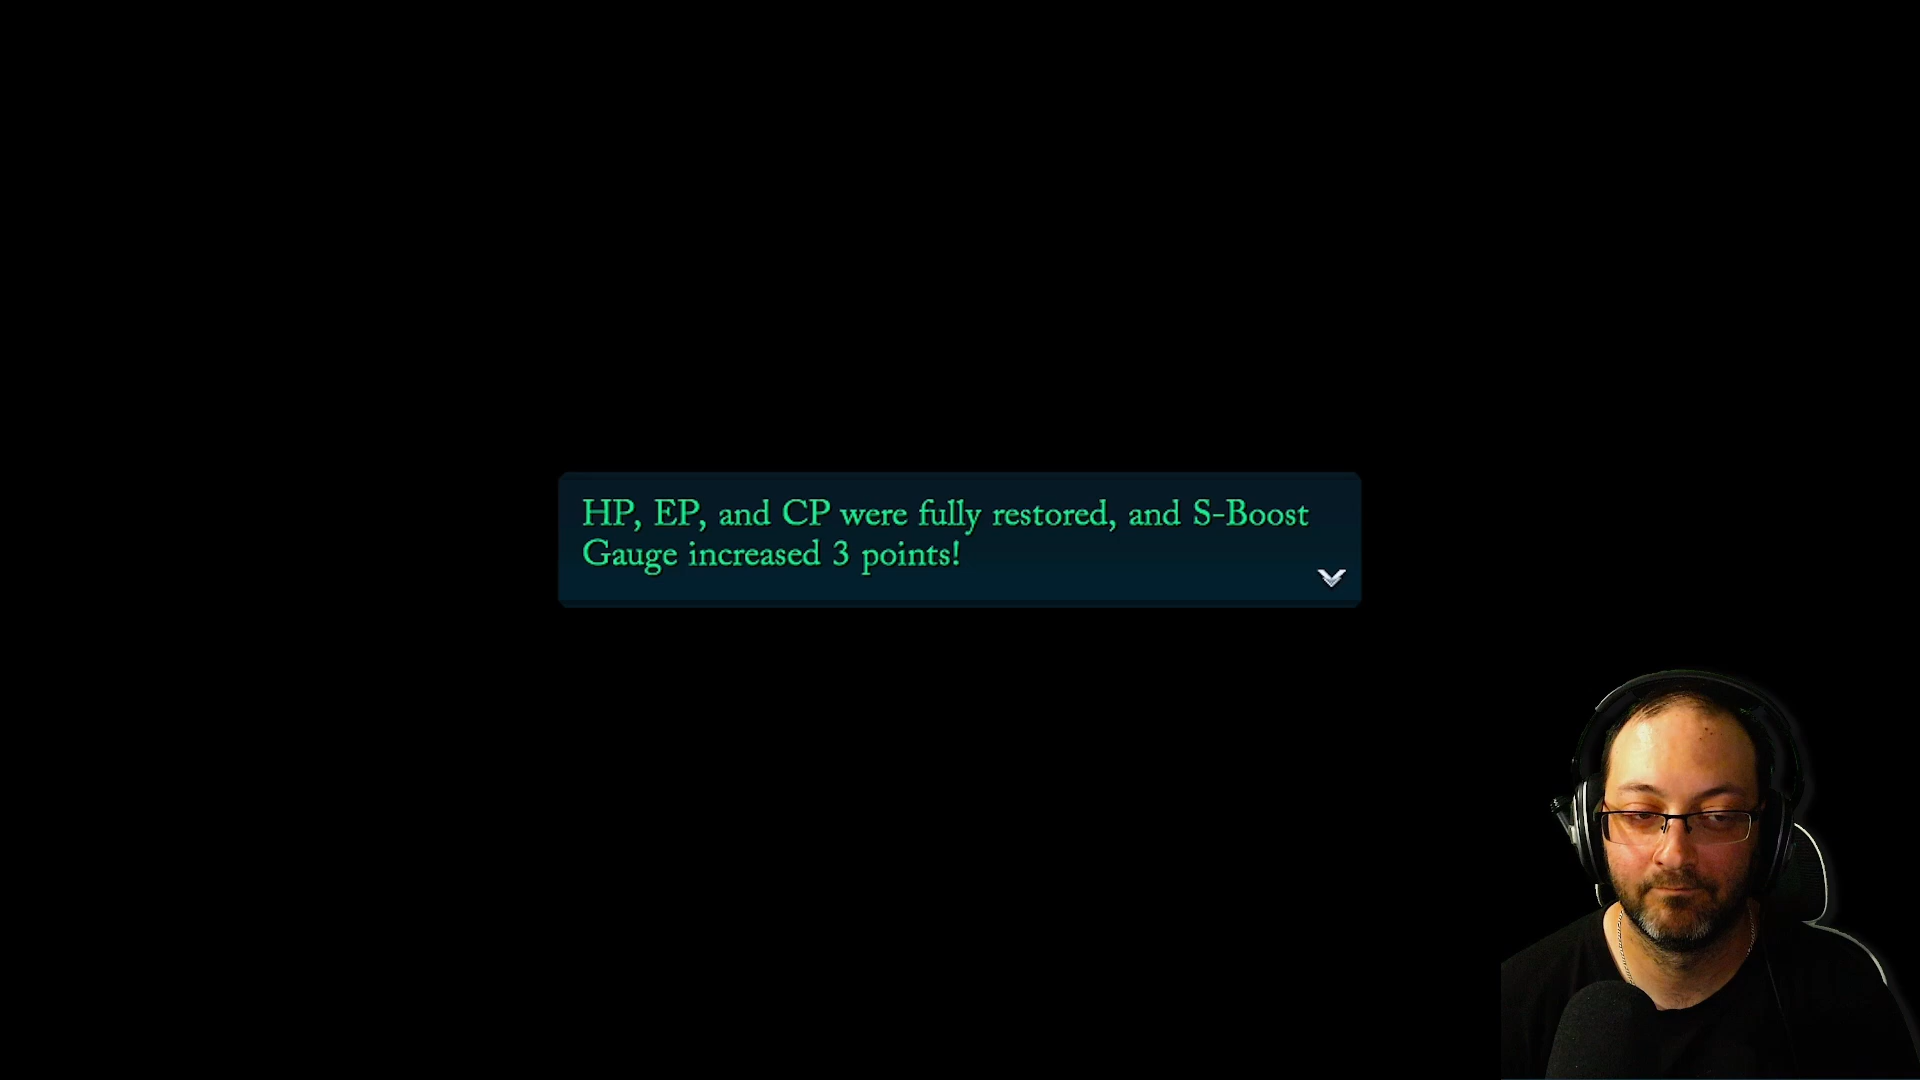 HP, EP, and CP were fully restored, and S-Boost
Gauge increased 3 points!